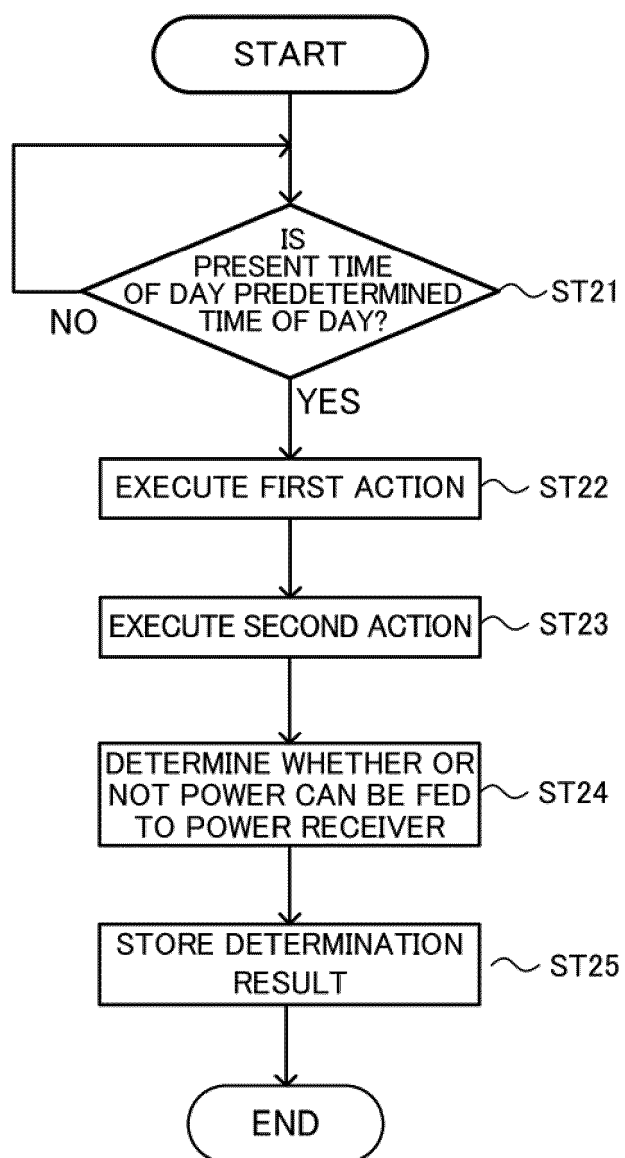 START
IS
PRESENT TIME
OF DAY PREDETERMINED
TIME OF DAY?
ST21
NO
YES
EXECUTE FIRST ACTION
ST22
EXECUTE SECOND ACTION
ST23
DETERMINE WHETHER OR
NOT POWER CAN BE FED
TO POWER RECEIVER
ST24
STORE DETERMINATION
RESULT
ST25
END